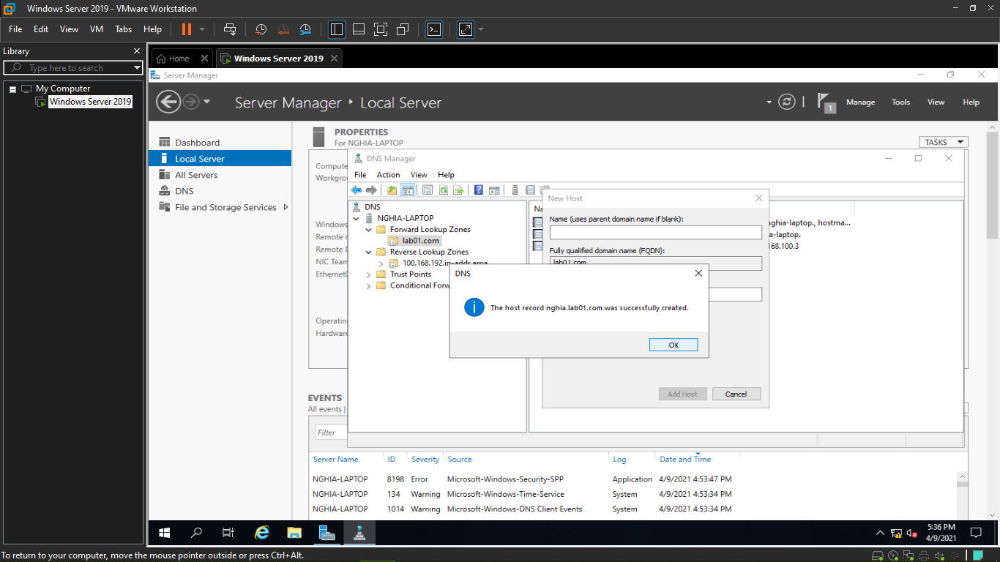 Windows Server 2019 - VMware Workstation
File Edit View VM Tabs Help
Library
Type here to search
My Computer
Windows Server 2019
Home
Windows Server 2019
Server Manager
Server Manager Local Server
1
Manage Tools View Help
Dashboard
Local Server
All Servers
DNS
File and Storage Services
PROPERTIES
For NGHIA-LAPTOP
TASKS
Compute
Workgro
Windows
Remote
Remote D
NIC Team
Ethernet
Operatin
Hardware
DNS Manager
File Action View Help
DNS
NGHIA-LAPTOP
Forward Lookup Zones
lab01.com
Reverse Lookup Zones
100.168.192.in-addr.arpa
Trust Points
Conditional Forw
Na
ghia-laptop., hostma...
a-laptop.
68.100.3
New Host
Name (uses parent domain name if blank):
Fully qualified domain name (FQDN):
lab01.com.
Add Host Cancel
DNS
The host record nghia.lab01.com was successfully created.
OK
EVENTS
All events |
Filter
Server Name ID Severity Source Log Date and Time
NGHIA-LAPTOP 8198 Error Microsoft-Windows-Security-SPP Application 4/9/2021 4:53:47 PM
NGHIA-LAPTOP 134 Warning Microsoft-Windows-Time-Service System 4/9/2021 4:53:34 PM
NGHIA-LAPTOP 1014 Warning Microsoft-Windows-DNS Client Events System 4/9/2021 4:53:34 PM
5:36 PM
4/9/2021
To return to your computer, move the mouse pointer outside or press Ctrl+Alt.